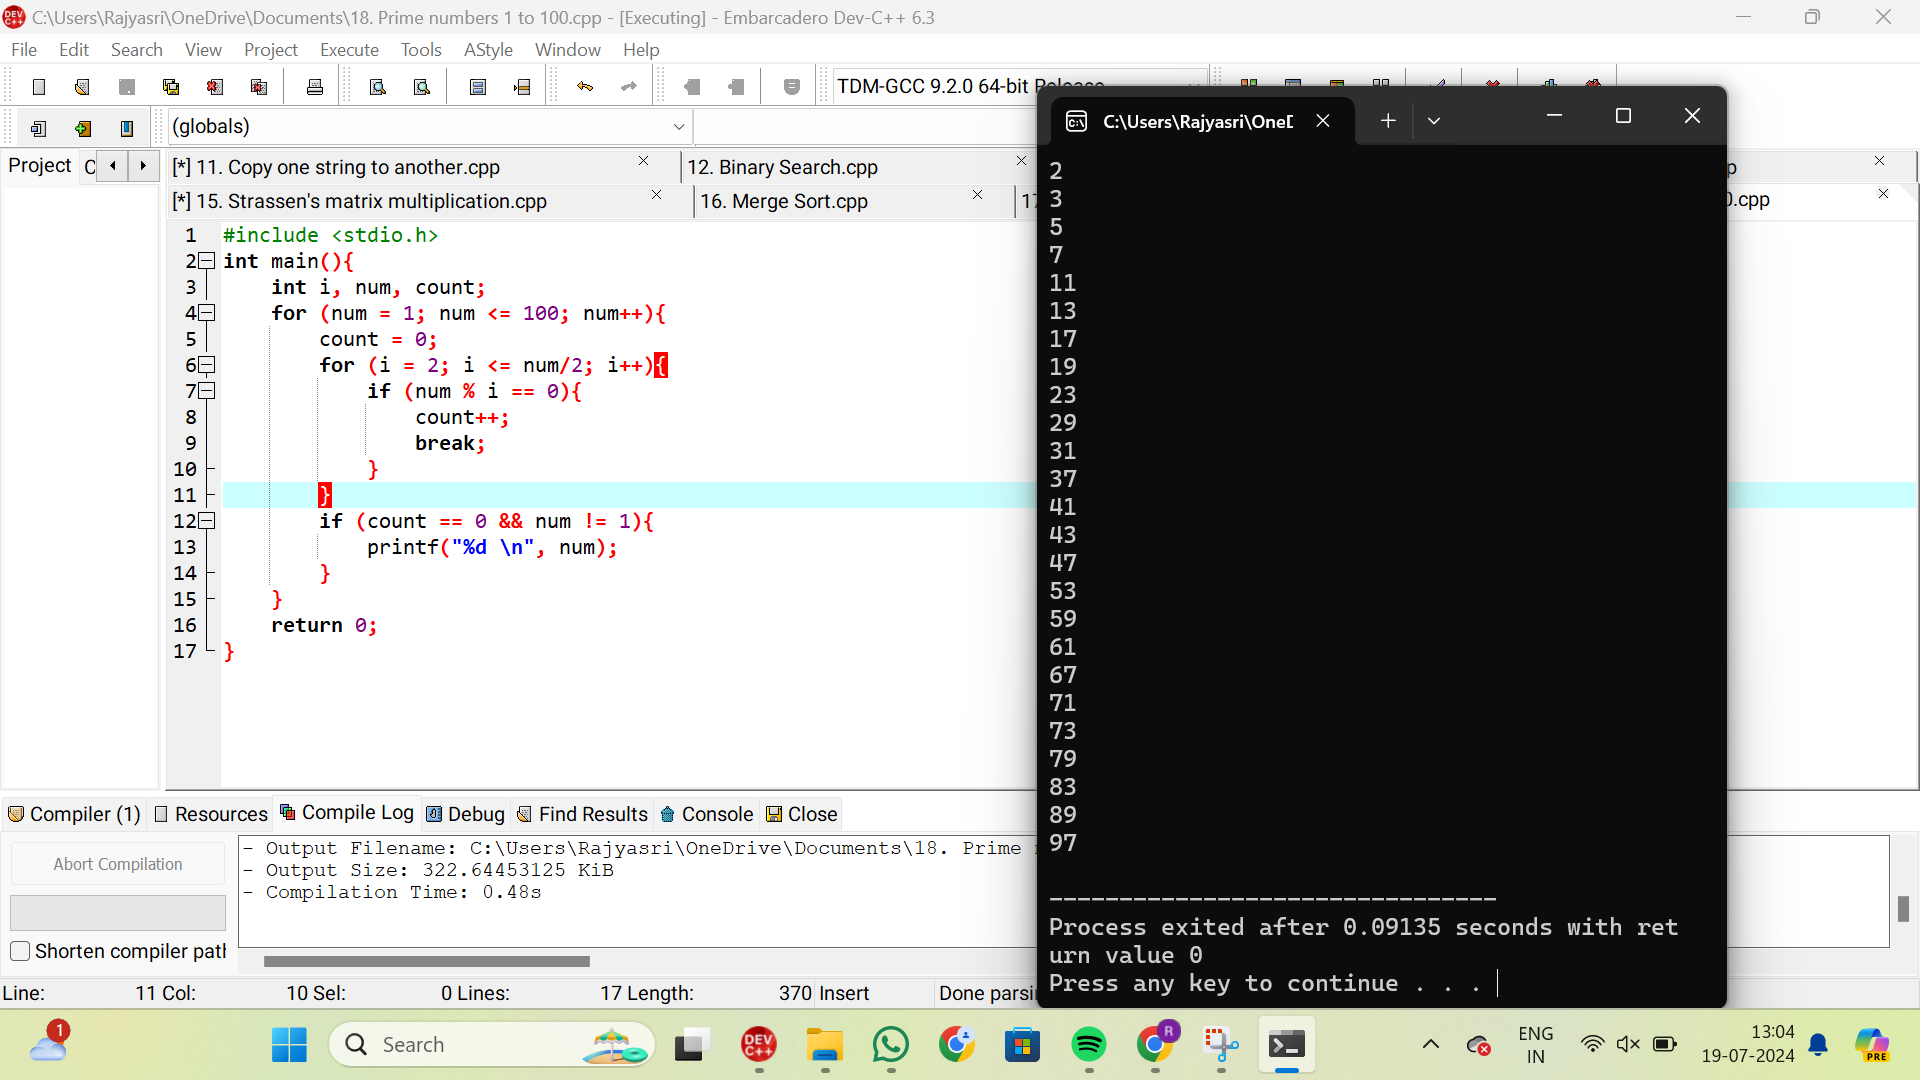 C:\Users\Rajyasri\OneDrive\Documents\18. Prime numbers 1 to 100.cpp - [Executing] - Embarcadero Dev-C++ 6.3
File Edit Search View Project Execute Tools AStyle Window Help
TDM-GCC 9.2.0 64-bit Release
(globals)
C:\Users\Rajyasri\OneD
Project
[*] 11. Copy one string to another.cpp
12. Binary Search.cpp
[*] 15. Strassen's matrix multiplication.cpp
16. Merge Sort.cpp
17
0.cpp
1 #include <stdio.h>
2 int main(){
3 int i, num, count;
4 for (num = 1; num <= 100; num++){
5 count = 0;
6 for (i = 2; i <= num/2; i++){
7 if (num % i == 0){
8 count++;
9 break;
10 }
11 }
12 if (count == 0 && num != 1){
13 printf("%d \n", num);
14 }
15 }
16 return 0;
17 }
2
3
5
7
11
13
17
19
23
29
31
37
41
43
47
53
59
61
67
71
73
79
83
89
97
--------------------------------
Process exited after 0.09135 seconds with ret
urn value 0
Press any key to continue . . .
Compiler (1) Resources Compile Log Debug Find Results Console Close
Abort Compilation
Shorten compiler path
- Output Filename: C:\Users\Rajyasri\OneDrive\Documents\18. Prime
- Output Size: 322.64453125 KiB
- Compilation Time: 0.48s
Line: 11 Col: 10 Sel: 0 Lines: 17 Length: 370 Insert Done parsi
1
Search
DEV C++
R
PRE
ENG
IN
13:04
19-07-2024